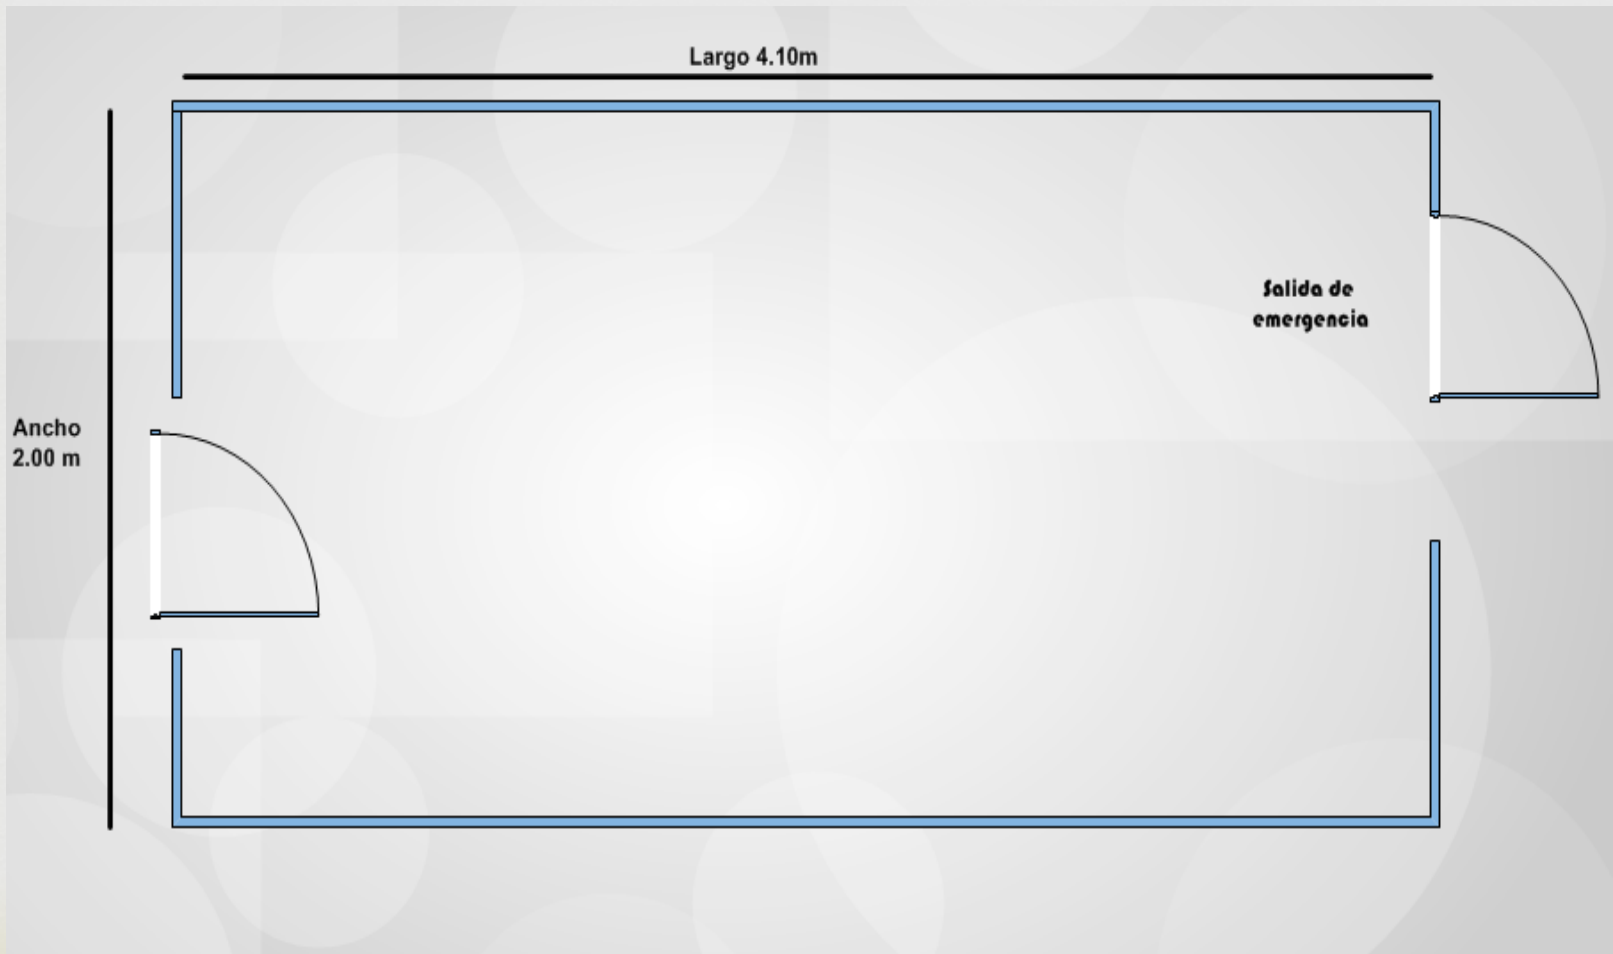 Largo 4.10m
Salida de
emergencia
Ancho
2.00 m